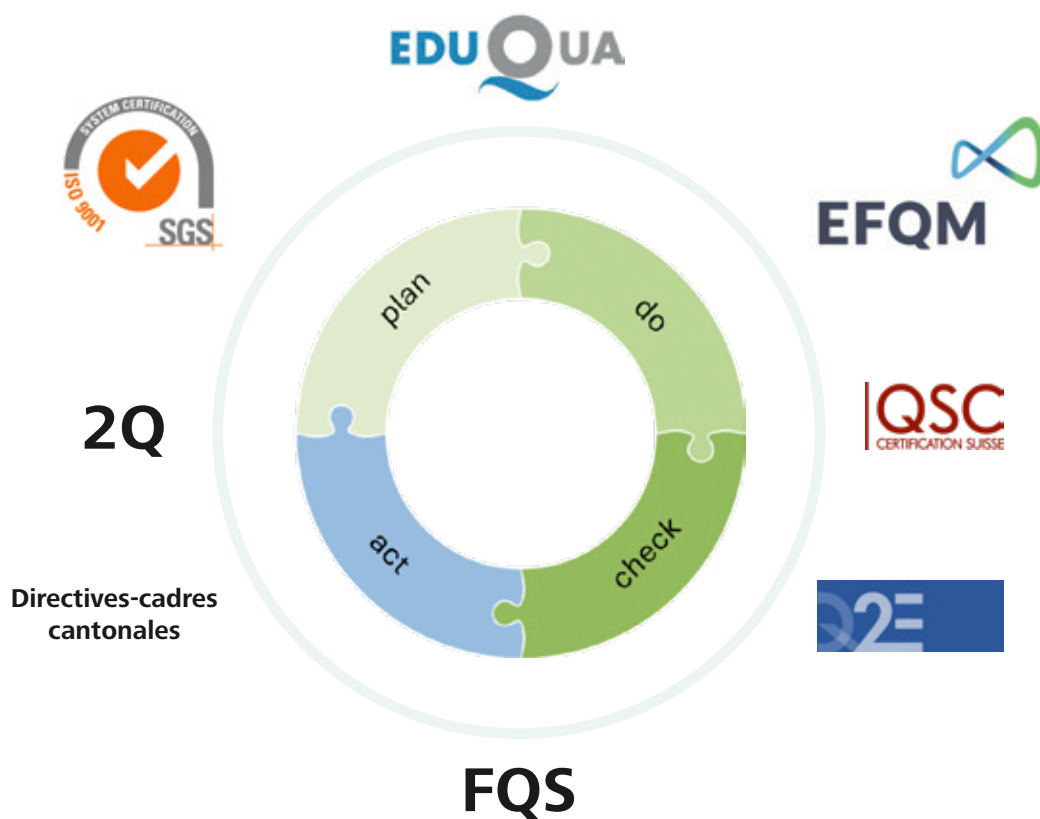 EDUQUA
SYSTEM CERTIFICATION
ISO 9001
SGS
EFQM
plan
do
2Q
QSC
CERTIFICATION SUISSE
act
check
Directives-cadres
cantonales
Q2E
FQS